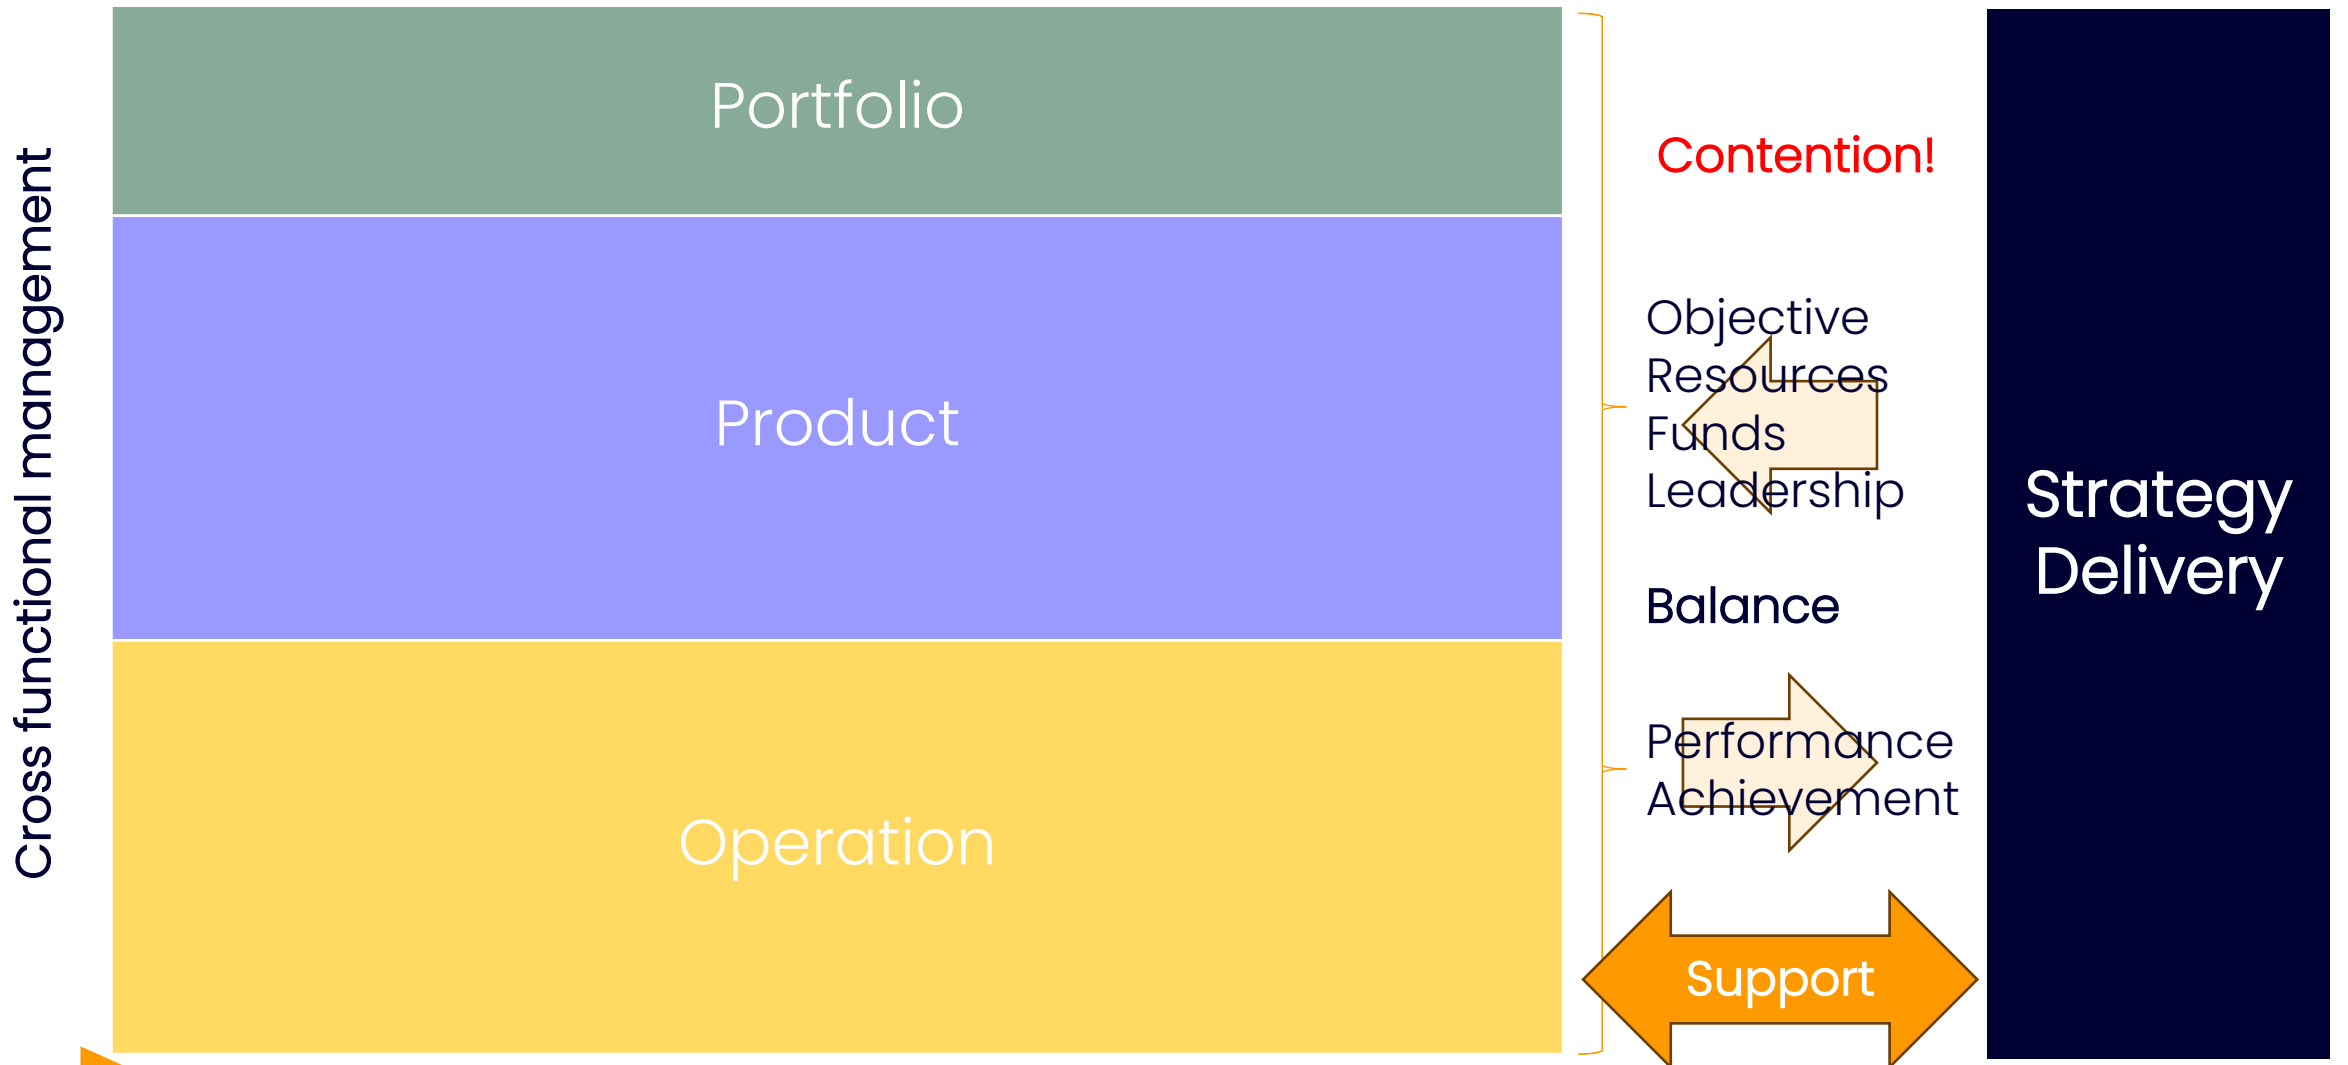 Cross functional management
Portfolio
Product
Operation
Contention!
Objective
Resources
Funds
Leadership
Balance
Performance
Achievement
Support
Strategy
Delivery